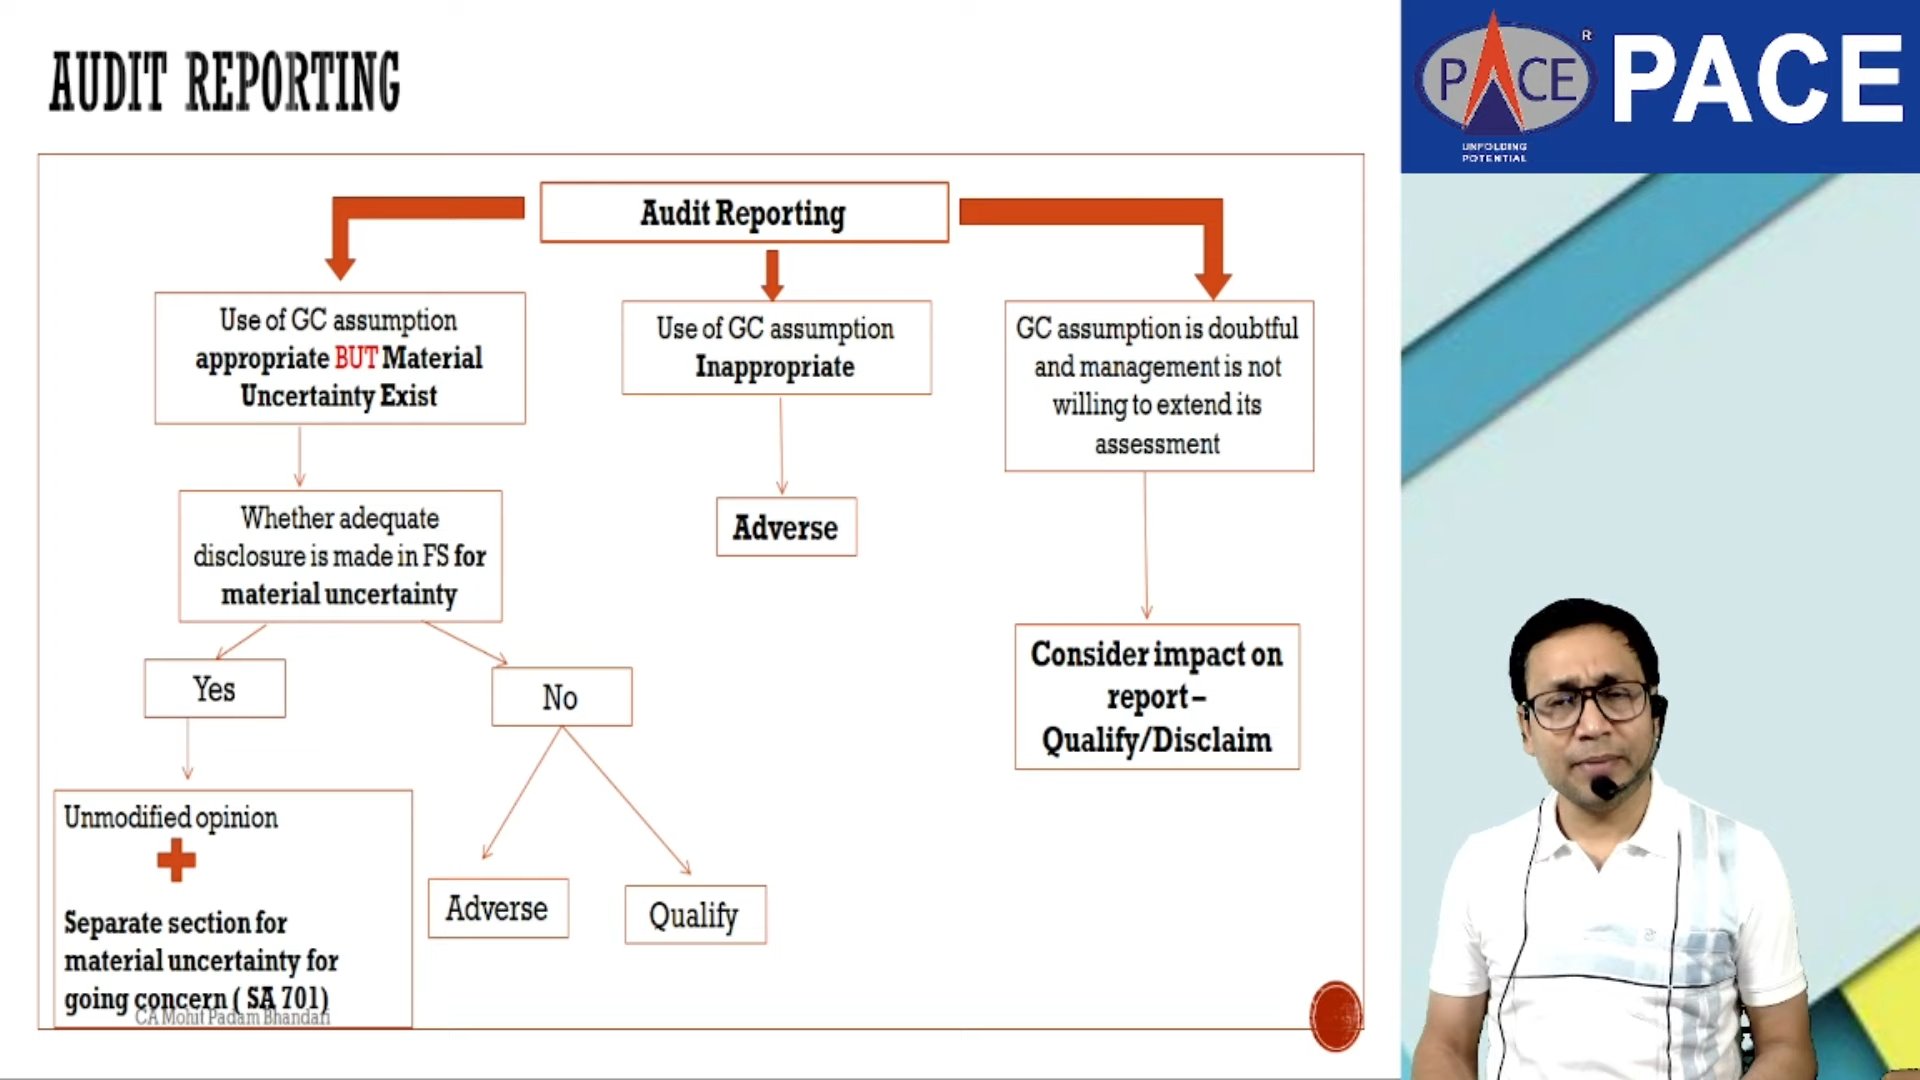 AUDIT REPORTING
PACE
®
PACE
UNFOLDING
POTENTIAL
Audit Reporting
Use of GC assumption
appropriate BUT Material
Uncertainty Exist
Use of GC assumption
Inappropriate
GC assumption is doubtful
and management is not
willing to extend its
assessment
Whether adequate
disclosure is made in FS for
material uncertainty
Adverse
Yes
No
Consider impact on
report–
Qualify/Disclaim
Unmodified opinion
Separate section for
material uncertainty for
going concern ( SA 701)
Adverse
Qualify
CA Mohit Padam Bhandari